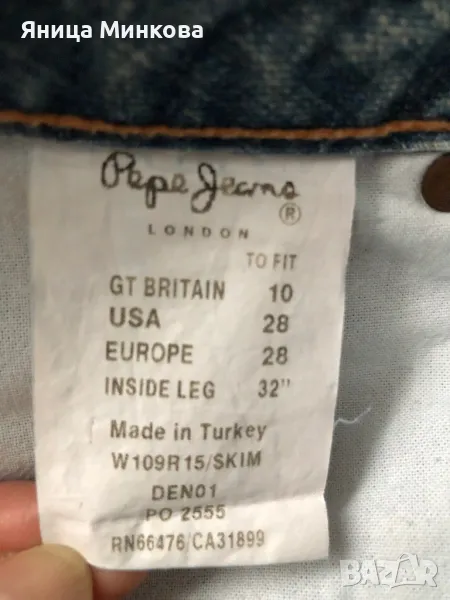 Яница Минкова
Pepe Jeans ®
LONDON
TO FIT
GT BRITAIN 10
USA 28
EUROPE 28
INSIDE LEG 32"
Made in Turkey
W109R15/SKIM
DEN01
PO 2555
RN66476/CA31899
BAZAR